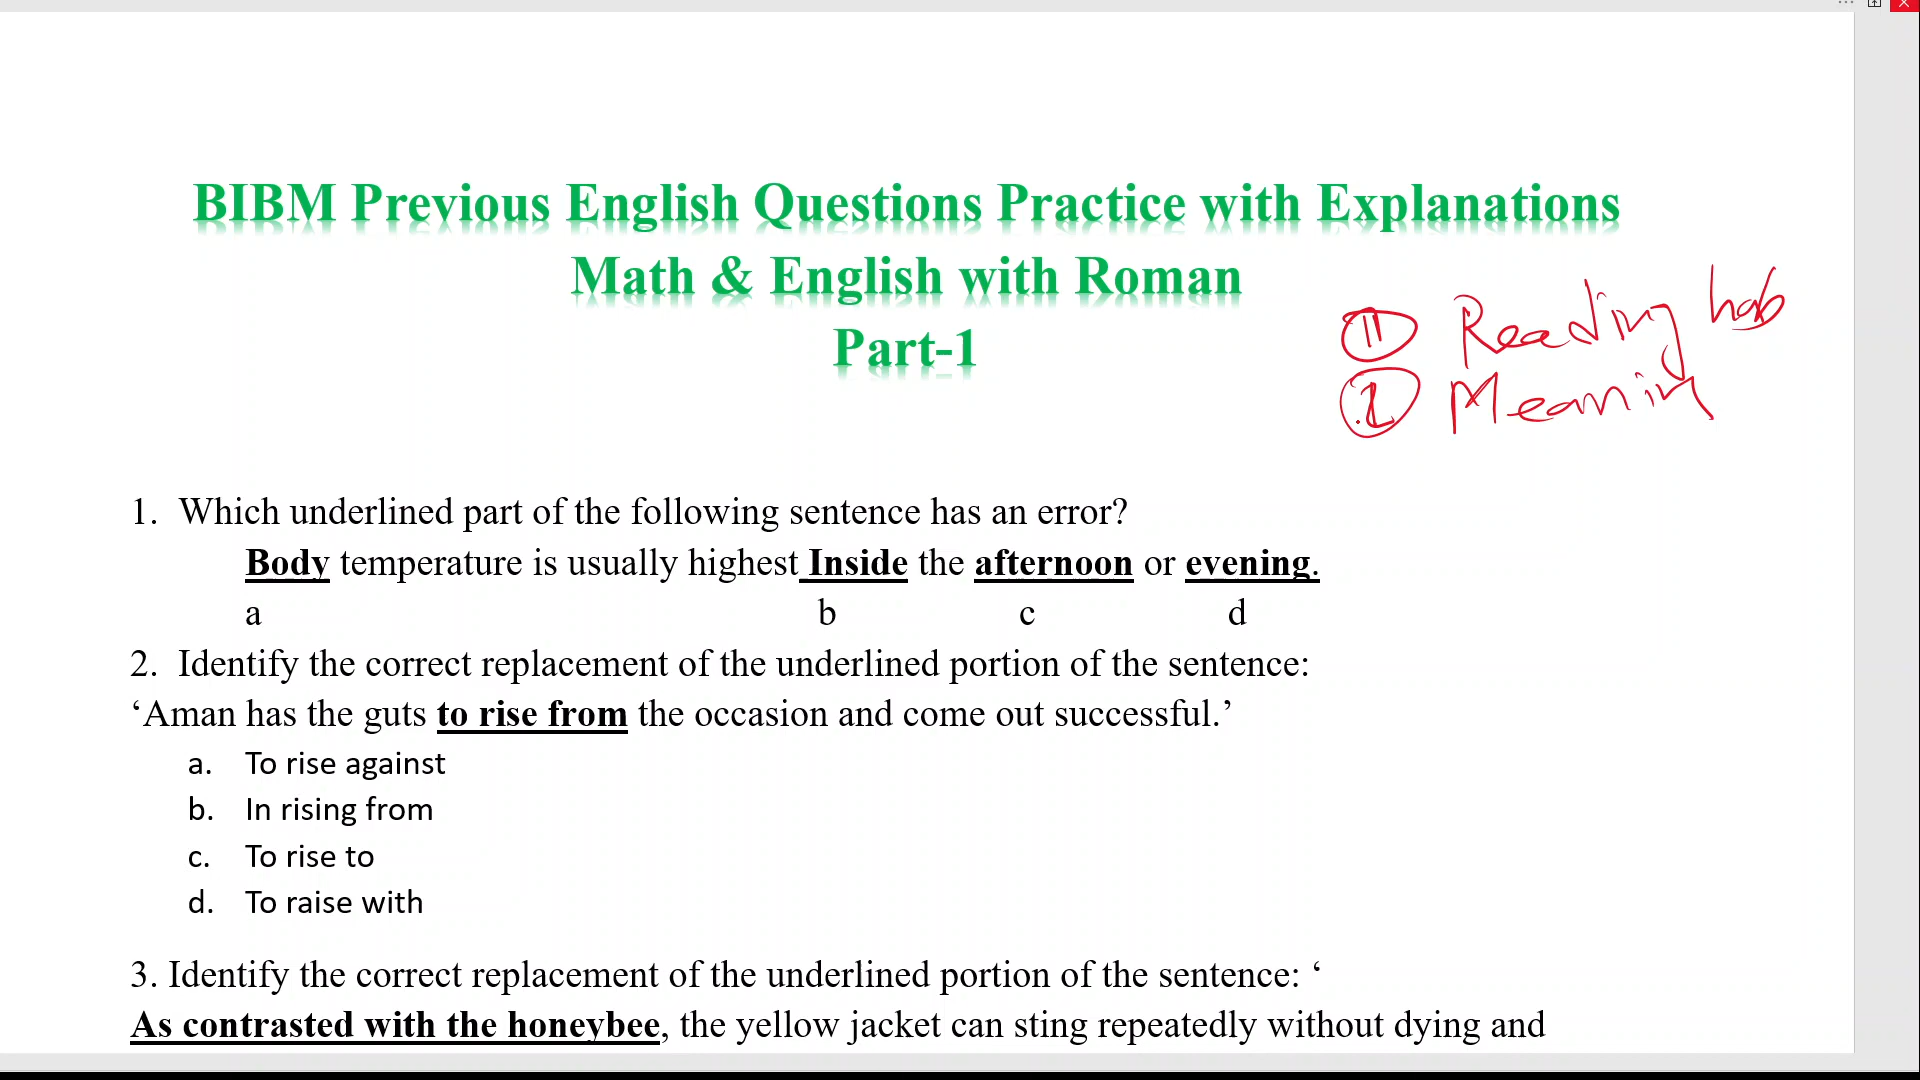 BIBM Previous English Questions Practice with Explanations
Math & English with Roman
Part-1
Reading hab
Meanin
1. Which underlined part of the following sentence has an error?
Body temperature is usually highest Inside the afternoon or evening.
a b c d
2. Identify the correct replacement of the underlined portion of the sentence:
‘Aman has the guts to rise from the occasion and come out successful.’
a. To rise against
b. In rising from
c. To rise to
d. To raise with
3. Identify the correct replacement of the underlined portion of the sentence: ‘
As contrasted with the honeybee, the yellow jacket can sting repeatedly without dying and